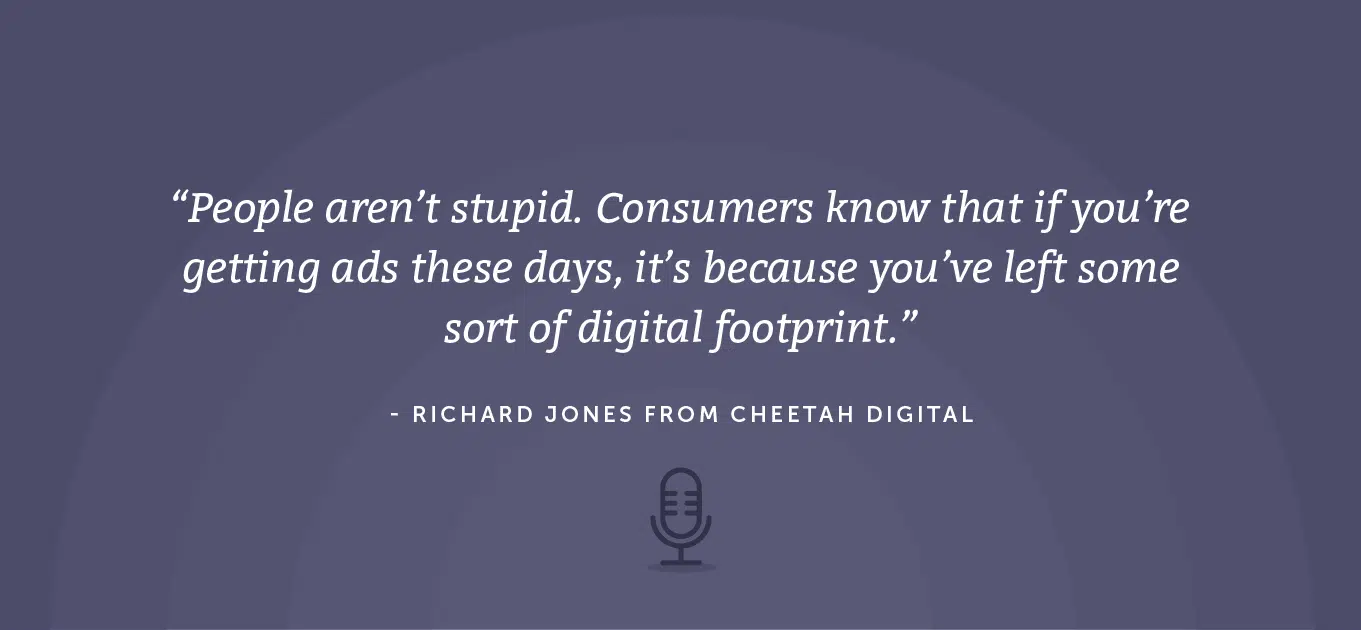 “People aren’t stupid. Consumers know that if you’re
getting ads these days, it’s because you’ve left some
sort of digital footprint.”
- RICHARD JONES FROM CHEETAH DIGITAL